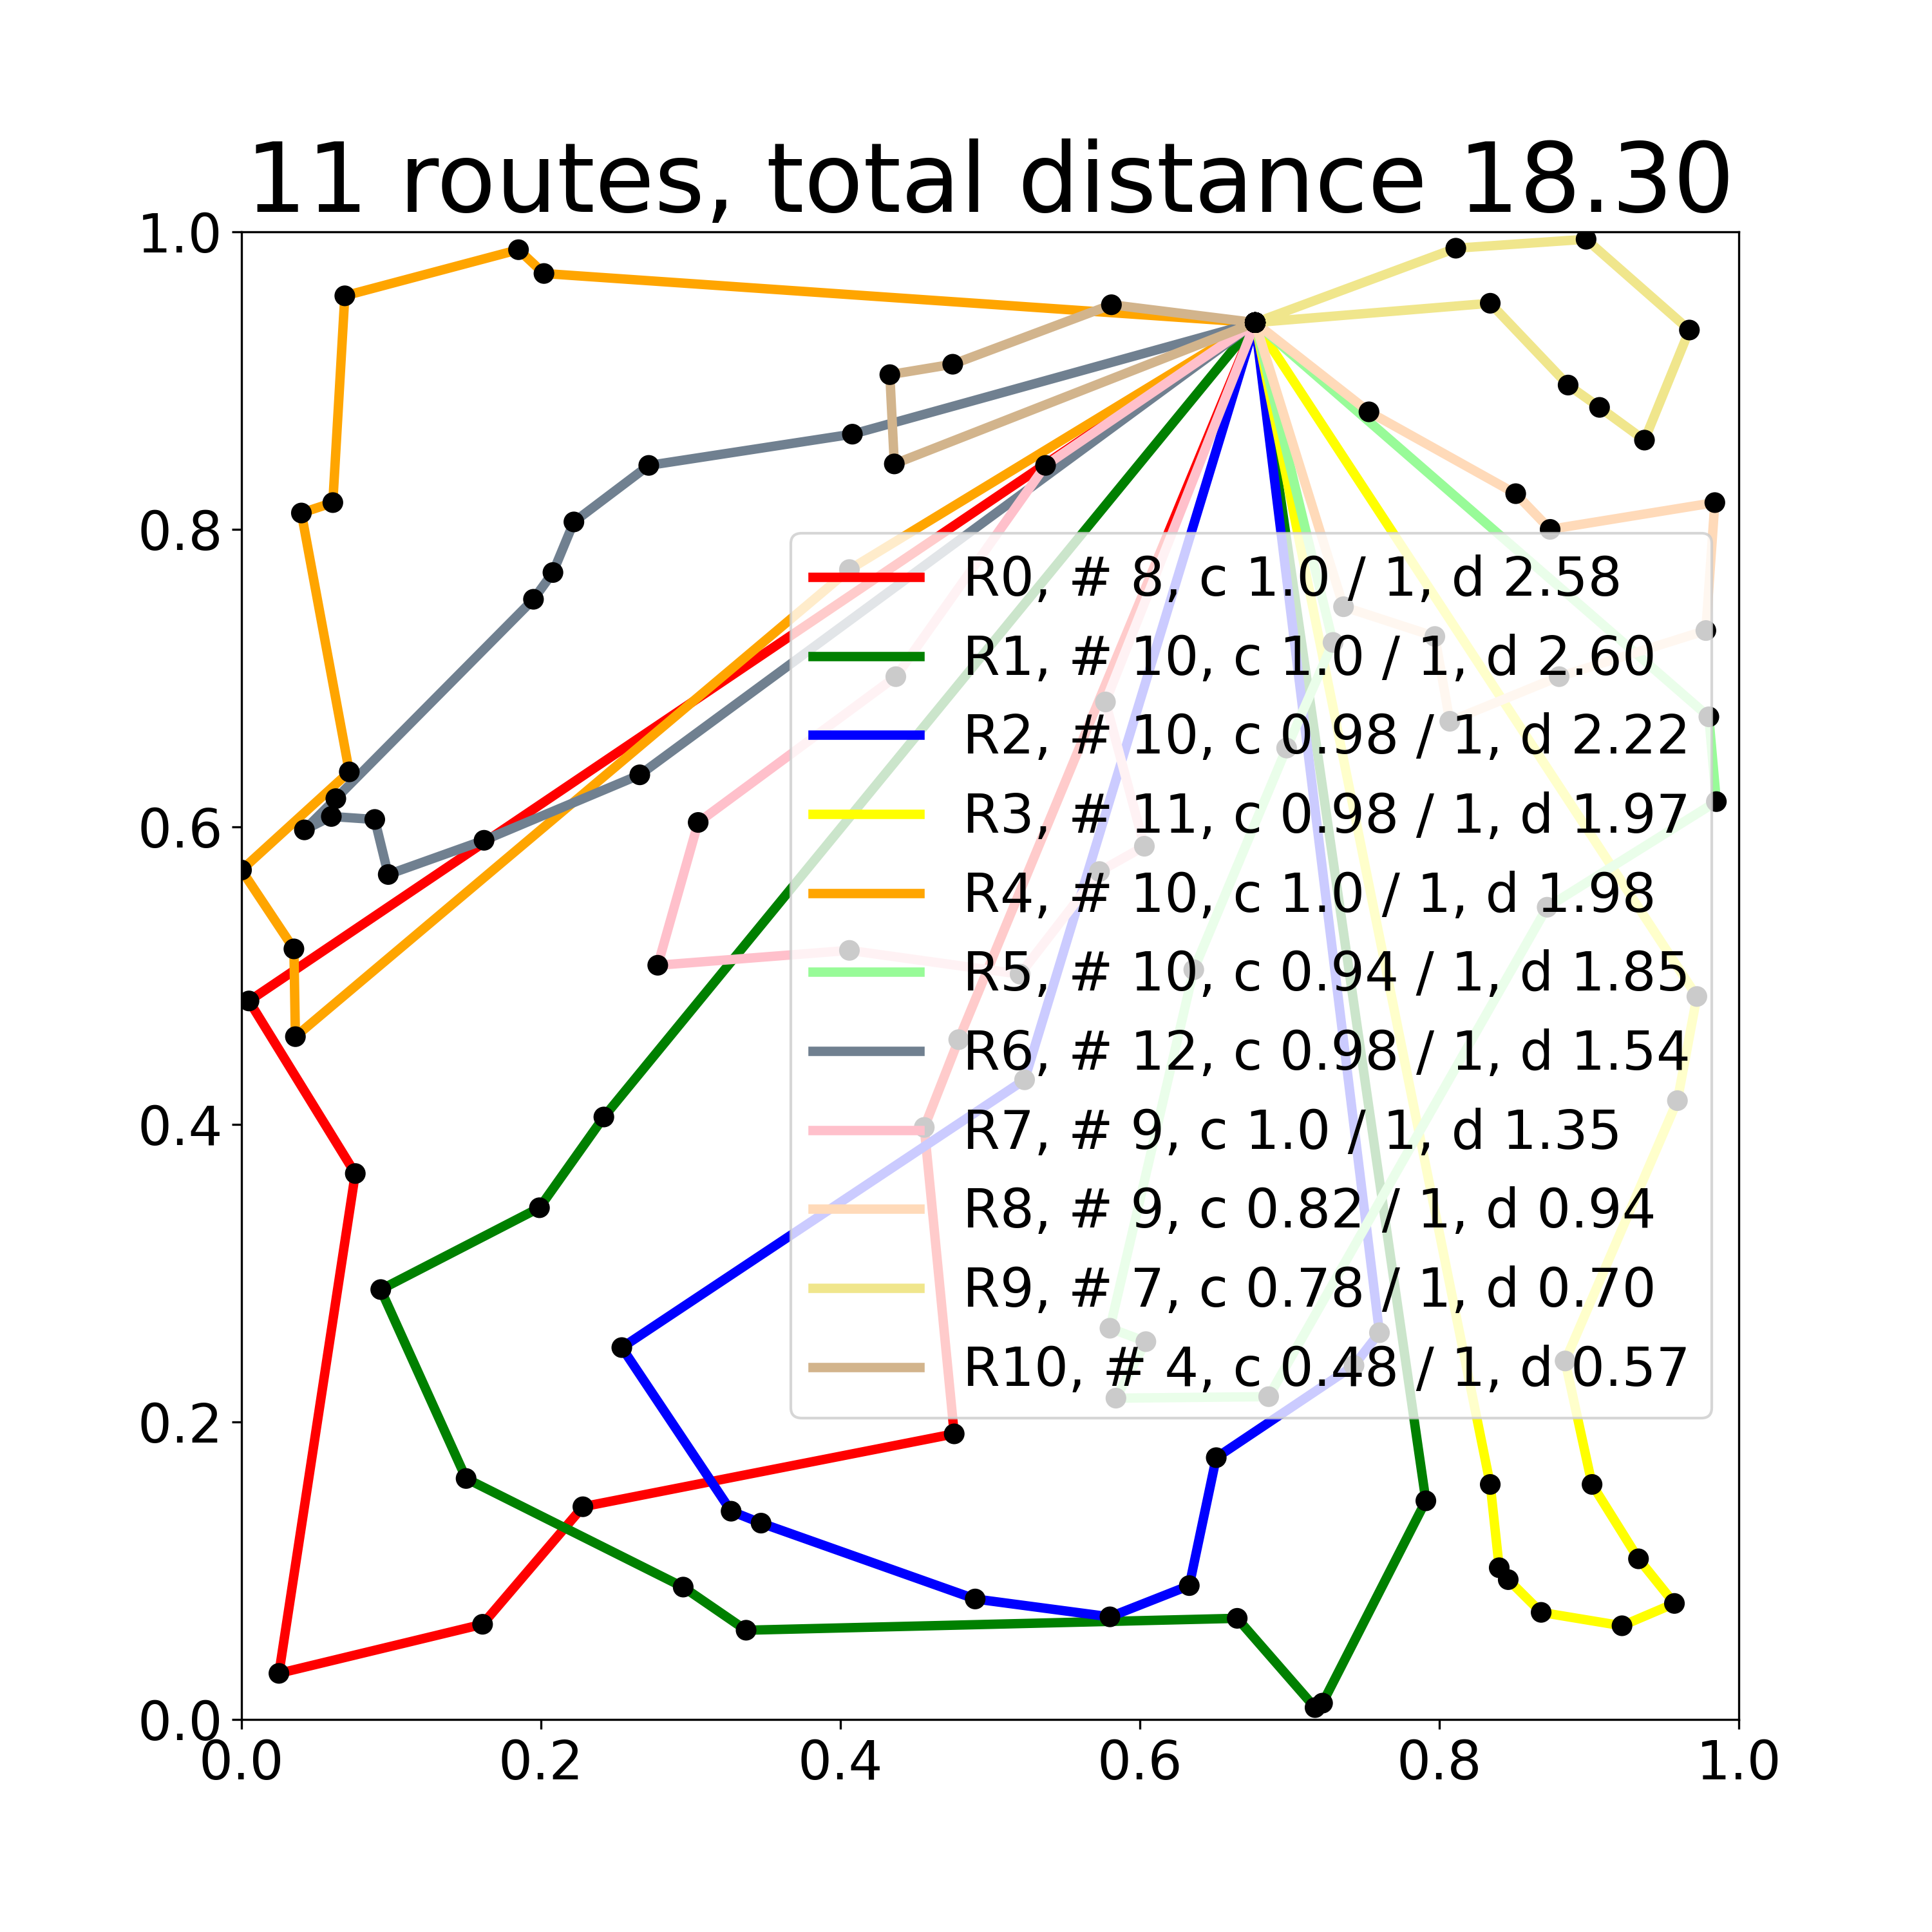 11 routes, total distance 18.30
1.0
0.8
0.6
0.4
0.2
0.0
R0, # 8, c 1.0 / 1, d 2.58
R1, # 10, c 1.0 / 1, d 2.60
R2, # 10, c 0.98 / 1, d 2.22
R3, # 11, c 0.98 / 1, d 1.97
R4, # 10, c 1.0 / 1, d 1.98
R5, # 10, c 0.94 / 1, d 1.85
R6, # 12, c 0.98 / 1, d 1.54
R7, # 9, c 1.0 / 1, d 1.35
R8, # 9, c 0.82 / 1, d 0.94
R9, # 7, c 0.78 / 1, d 0.70
R10, # 4, c 0.48 / 1, d 0.57
0.0 0.2 0.4 0.6 0.8 1.0